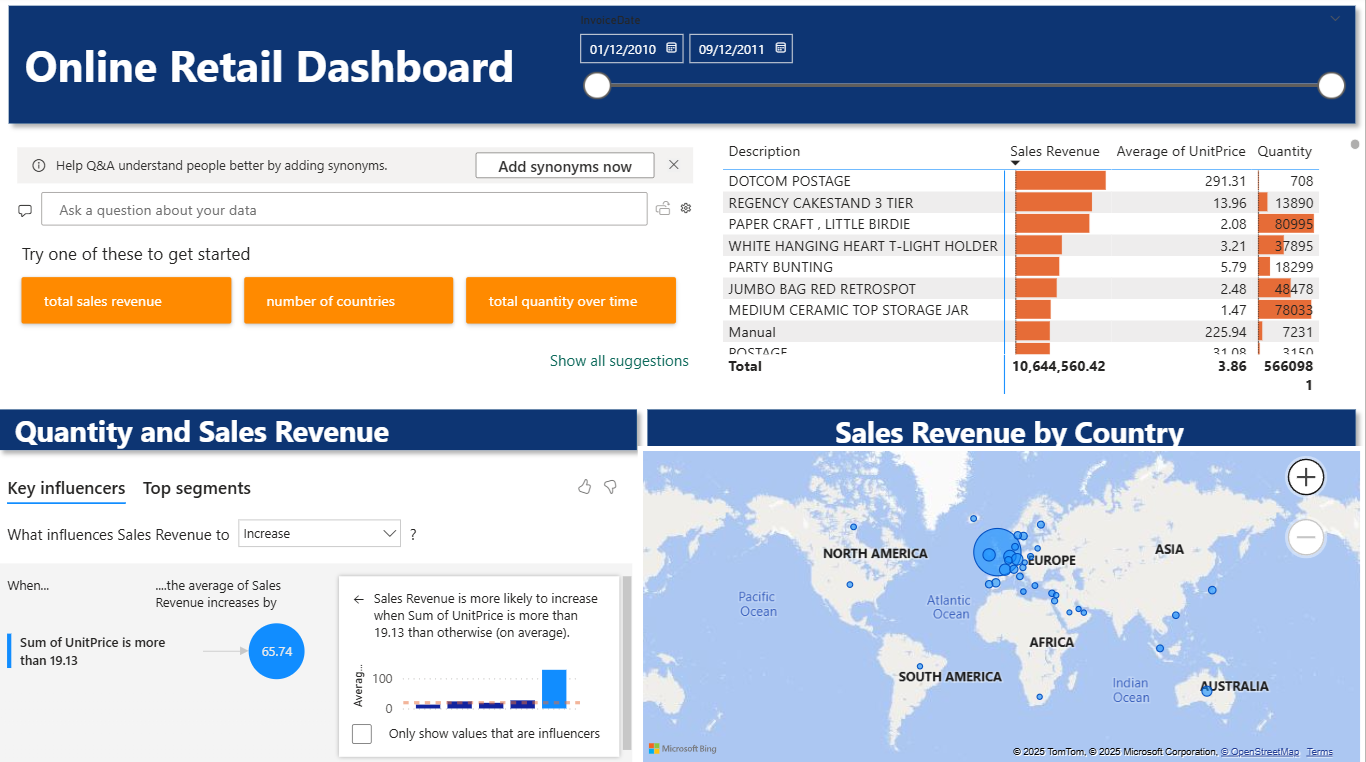 InvoiceDate
Online Retail Dashboard
01/12/2010
09/12/2011
Help Q&A understand people better by adding synonyms.
Add synonyms now
Ask a question about your data
Try one of these to get started
total sales revenue
number of countries
total quantity over time
Show all suggestions
Description Sales Revenue Average of UnitPrice Quantity
DOTCOM POSTAGE 291.31 708
REGENCY CAKESTAND 3 TIER 13.96 13890
PAPER CRAFT , LITTLE BIRDIE 2.08 80995
WHITE HANGING HEART T-LIGHT HOLDER 3.21 37895
PARTY BUNTING 5.79 18299
JUMBO BAG RED RETROSPOT 2.48 48478
MEDIUM CERAMIC TOP STORAGE JAR 1.47 78033
Manual 225.94 7231
POSTAGE 31.08 3150
Total 10,644,560.42 3.86 566098
1
Quantity and Sales Revenue
Key influencers Top segments
What influences Sales Revenue to Increase ?
When...
....the average of Sales
Revenue increases by
Sum of UnitPrice is more
than 19.13
65.74
Sales Revenue is more likely to increase
when Sum of UnitPrice is more than
19.13 than otherwise (on average).
Averag...
100
0
Only show values that are influencers
Sales Revenue by Country
NORTH AMERICA
EUROPE
ASIA
Pacific
Ocean
Atlantic
Ocean
AFRICA
SOUTH AMERICA
Indian
Ocean
AUSTRALIA
Microsoft Bing
© 2025 TomTom, © 2025 Microsoft Corporation, © OpenStreetMap Terms